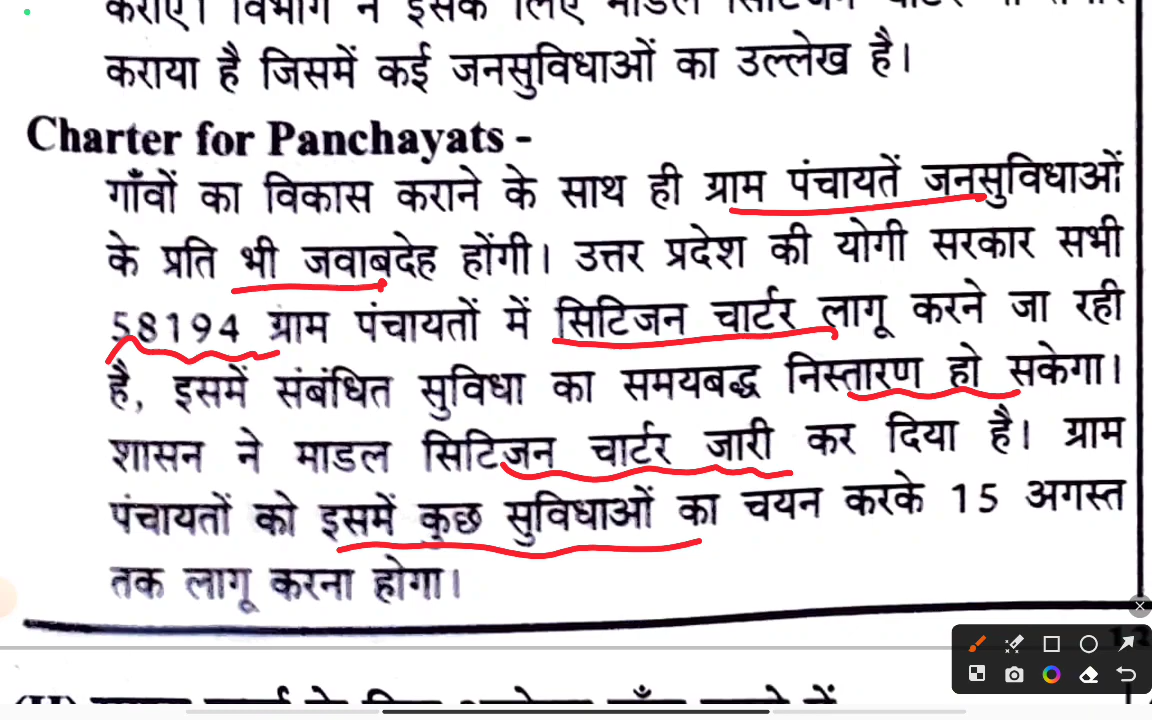 कराया है जिसमें कई जनसुविधाओं का उल्लेख है।
Charter for Panchayats -
गाँवों का विकास कराने के साथ ही ग्राम पंचायतें जनसुविधाओं
के प्रति भी जवाबदेह होंगी। उत्तर प्रदेश की योगी सरकार सभी
58194 ग्राम पंचायतों में सिटिजन चार्टर लागू करने जा रही
है, इसमें संबंधित सुविधा का समयबद्ध निस्तारण हो सकेगा।
शासन ने माडल सिटिजन चार्टर जारी कर दिया है। ग्राम
पंचायतों को इसमें कुछ सुविधाओं का चयन करके 15 अगस्त
तक लागू करना होगा।